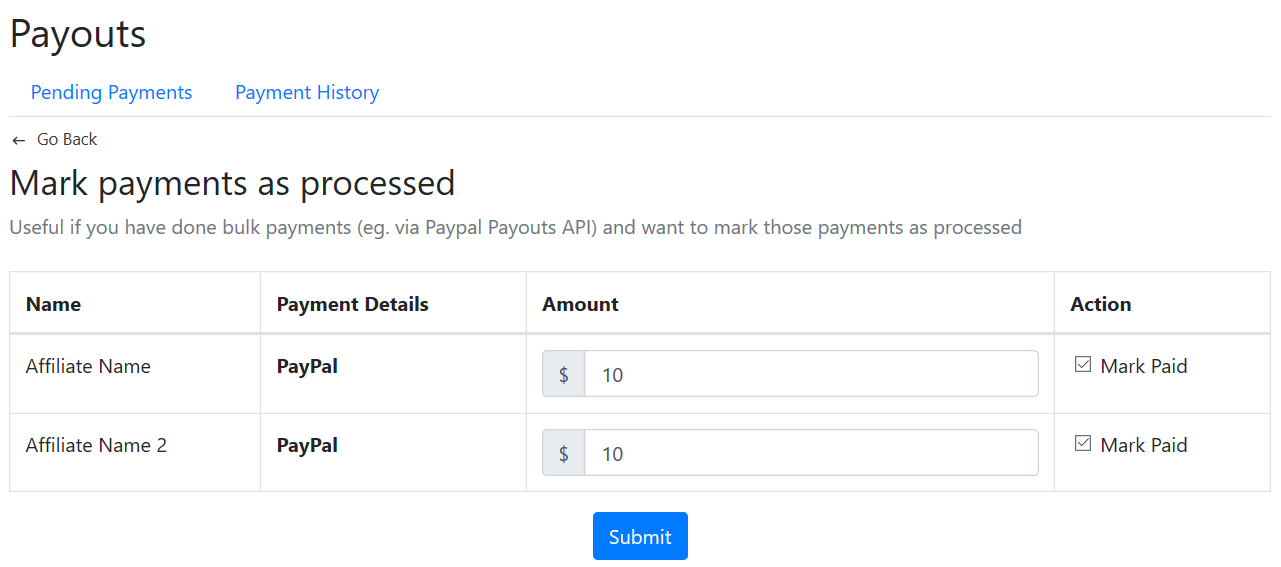 Payouts
Pending Payments Payment History
← Go Back
Mark payments as processed
Useful if you have done bulk payments (eg. via Paypal Payouts API) and want to mark those payments as processed
Name Payment Details Amount Action
Affiliate Name PayPal $ 10 Mark Paid
Affiliate Name 2 PayPal $ 10 Mark Paid
Submit